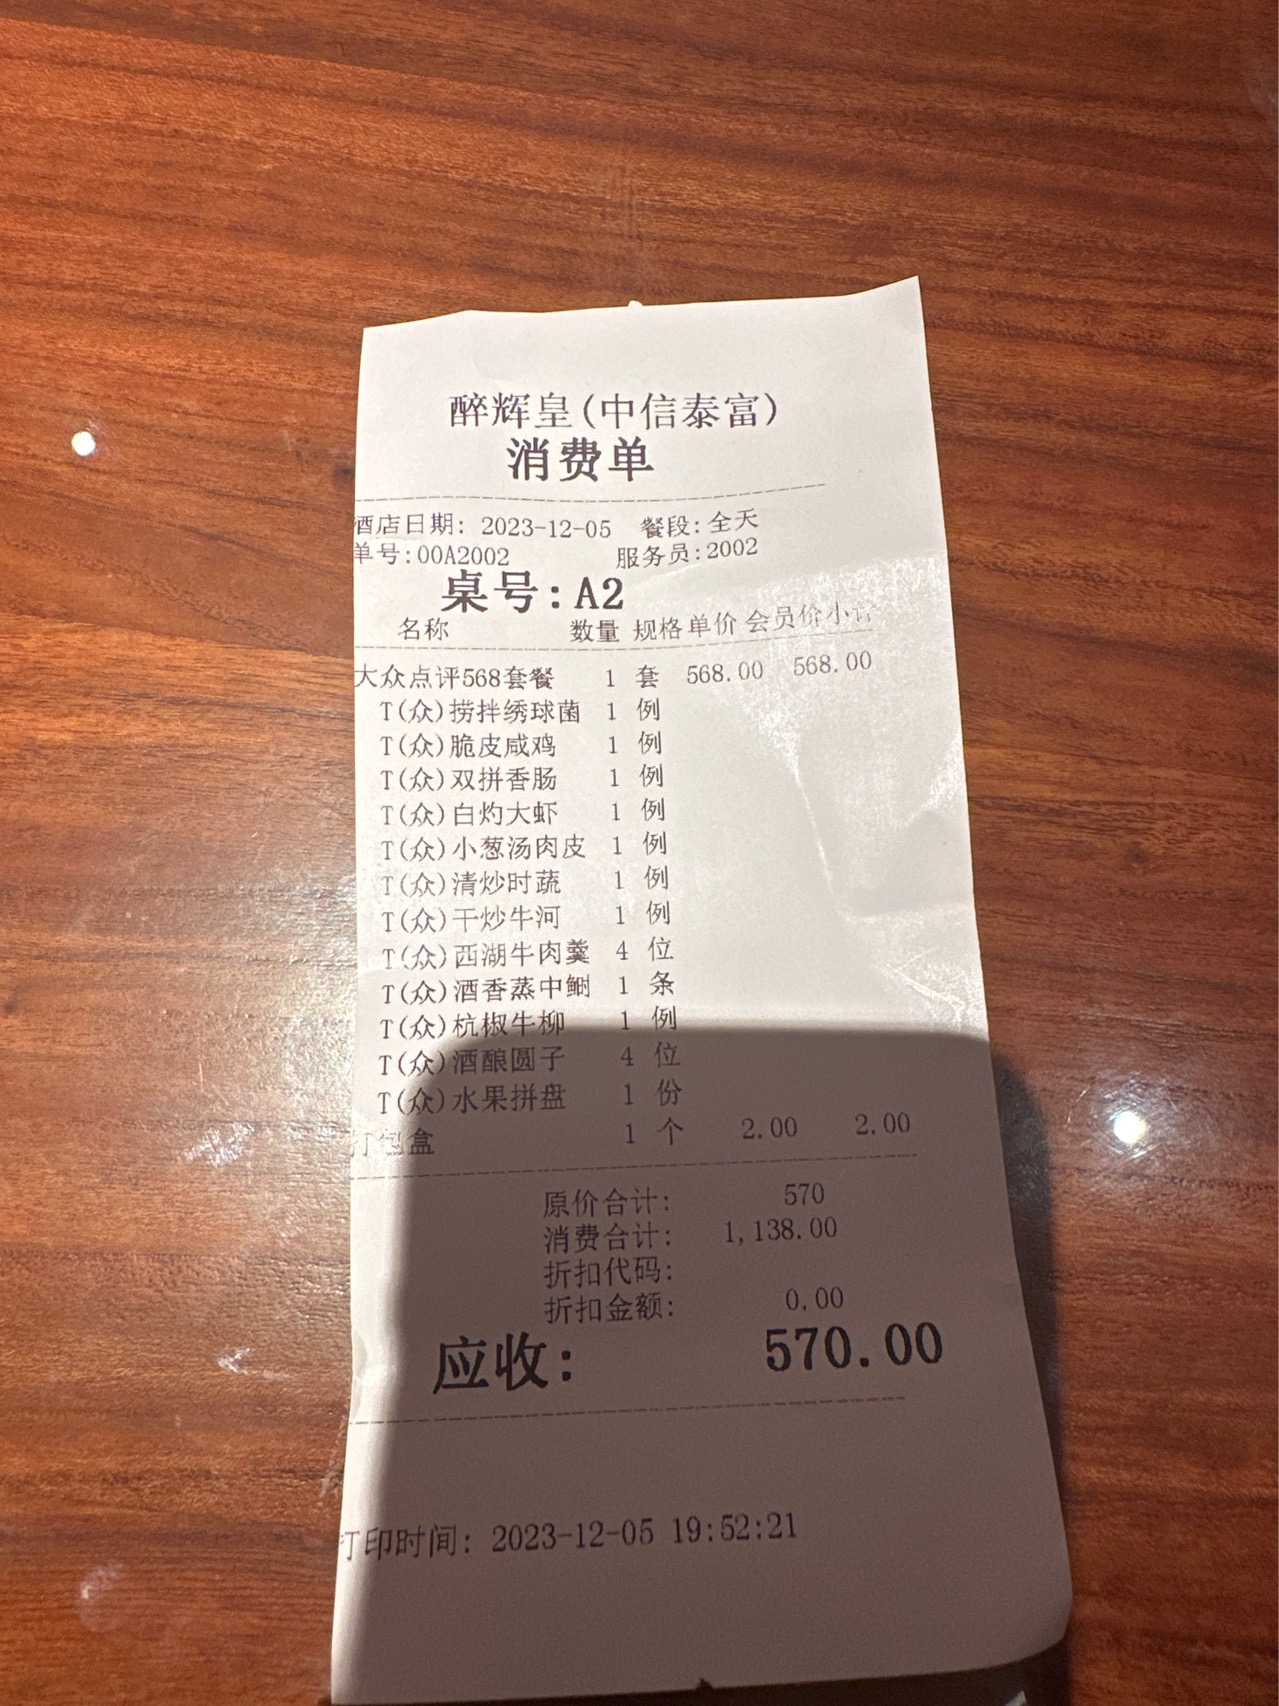 醉辉皇(中信泰富)
消费单
酒店日期: 2023-12-05 餐段:全天
单号:00A2002 服务员:2002
桌号:A2
名称 数量 规格 单价 会员价 小计
大众点评568套餐 1 套 568.00 568.00
T(众)捞拌绣球菌 1 例
T(众)脆皮咸鸡 1 例
T(众)双拼香肠 1 例
T(众)白灼大虾 1 例
T(众)小葱汤肉皮 1 例
T(众)清炒时蔬 1 例
T(众)干炒牛河 1 例
T(众)西湖牛肉羹 4 位
T(众)酒香蒸中鲥 1 条
T(众)杭椒牛柳 1 例
T(众)酒酿圆子 4 位
T(众)水果拼盘 1 份
打包盒 1 个 2.00 2.00
原价合计: 570
消费合计: 1,138.00
折扣代码:
折扣金额: 0.00
应收: 570.00
打印时间: 2023-12-05 19:52:21